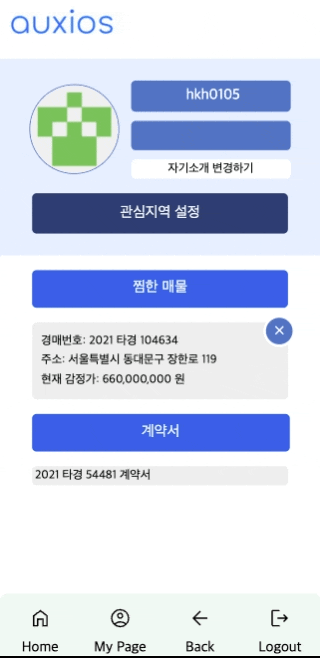 auxios
hkh0105
자기소개 변경하기
관심지역 설정
찜한 매물
경매번호: 2021 타경 104634
주소: 서울특별시 동대문구 장한로 119
현재 감정가: 660,000,000 원
계약서
2021 타경 54481 계약서
Home My Page Back Logout